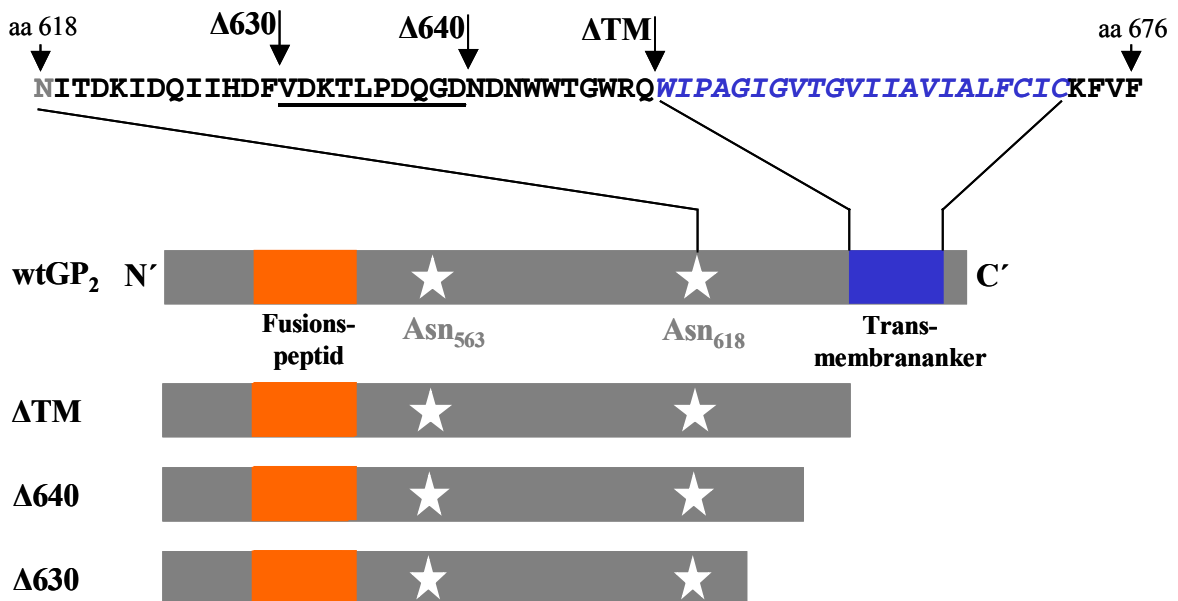 aa 618 Δ630 Δ640 ΔTM aa 676
NITDKIDQIIHDFVDKTLPDQGDNDNWWTGWRQWIPAGIGVTGVIIAVIALFCICKFVF
wtGP₂ N´ C´
Fusions-
peptid
Asn₅₆₃
Asn₆₁₈
Trans-
membrananker
ΔTM
Δ640
Δ630